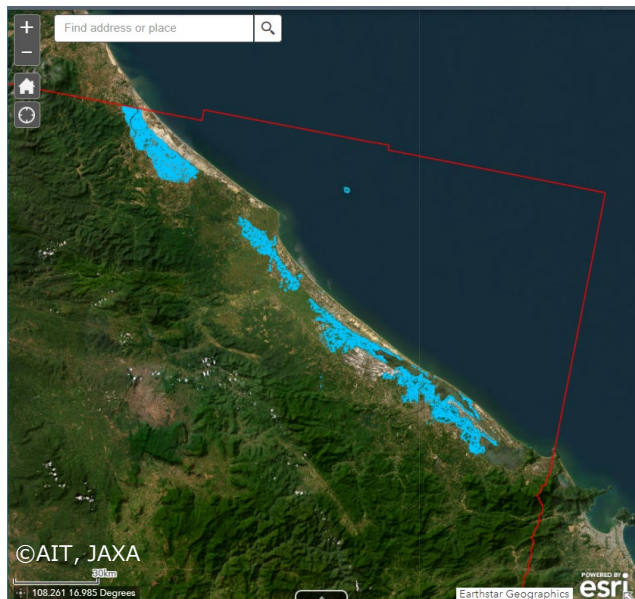 +
Find address or place
−
©AIT, JAXA
30km
108.261 16.985 Degrees
Earthstar Geographics
POWERED BY
esri